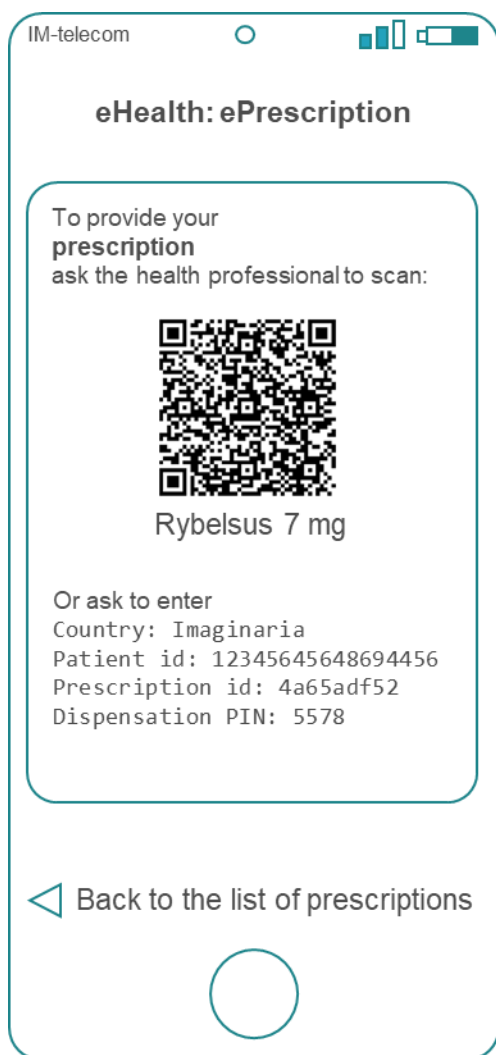 IM-telecom
eHealth: ePrescription
To provide your
prescription
ask the health professional to scan:
Rybelsus 7 mg
Or ask to enter
Country: Imaginaria
Patient id: 12345645648694456
Prescription id: 4a65adf52
Dispensation PIN: 5578
Back to the list of prescriptions